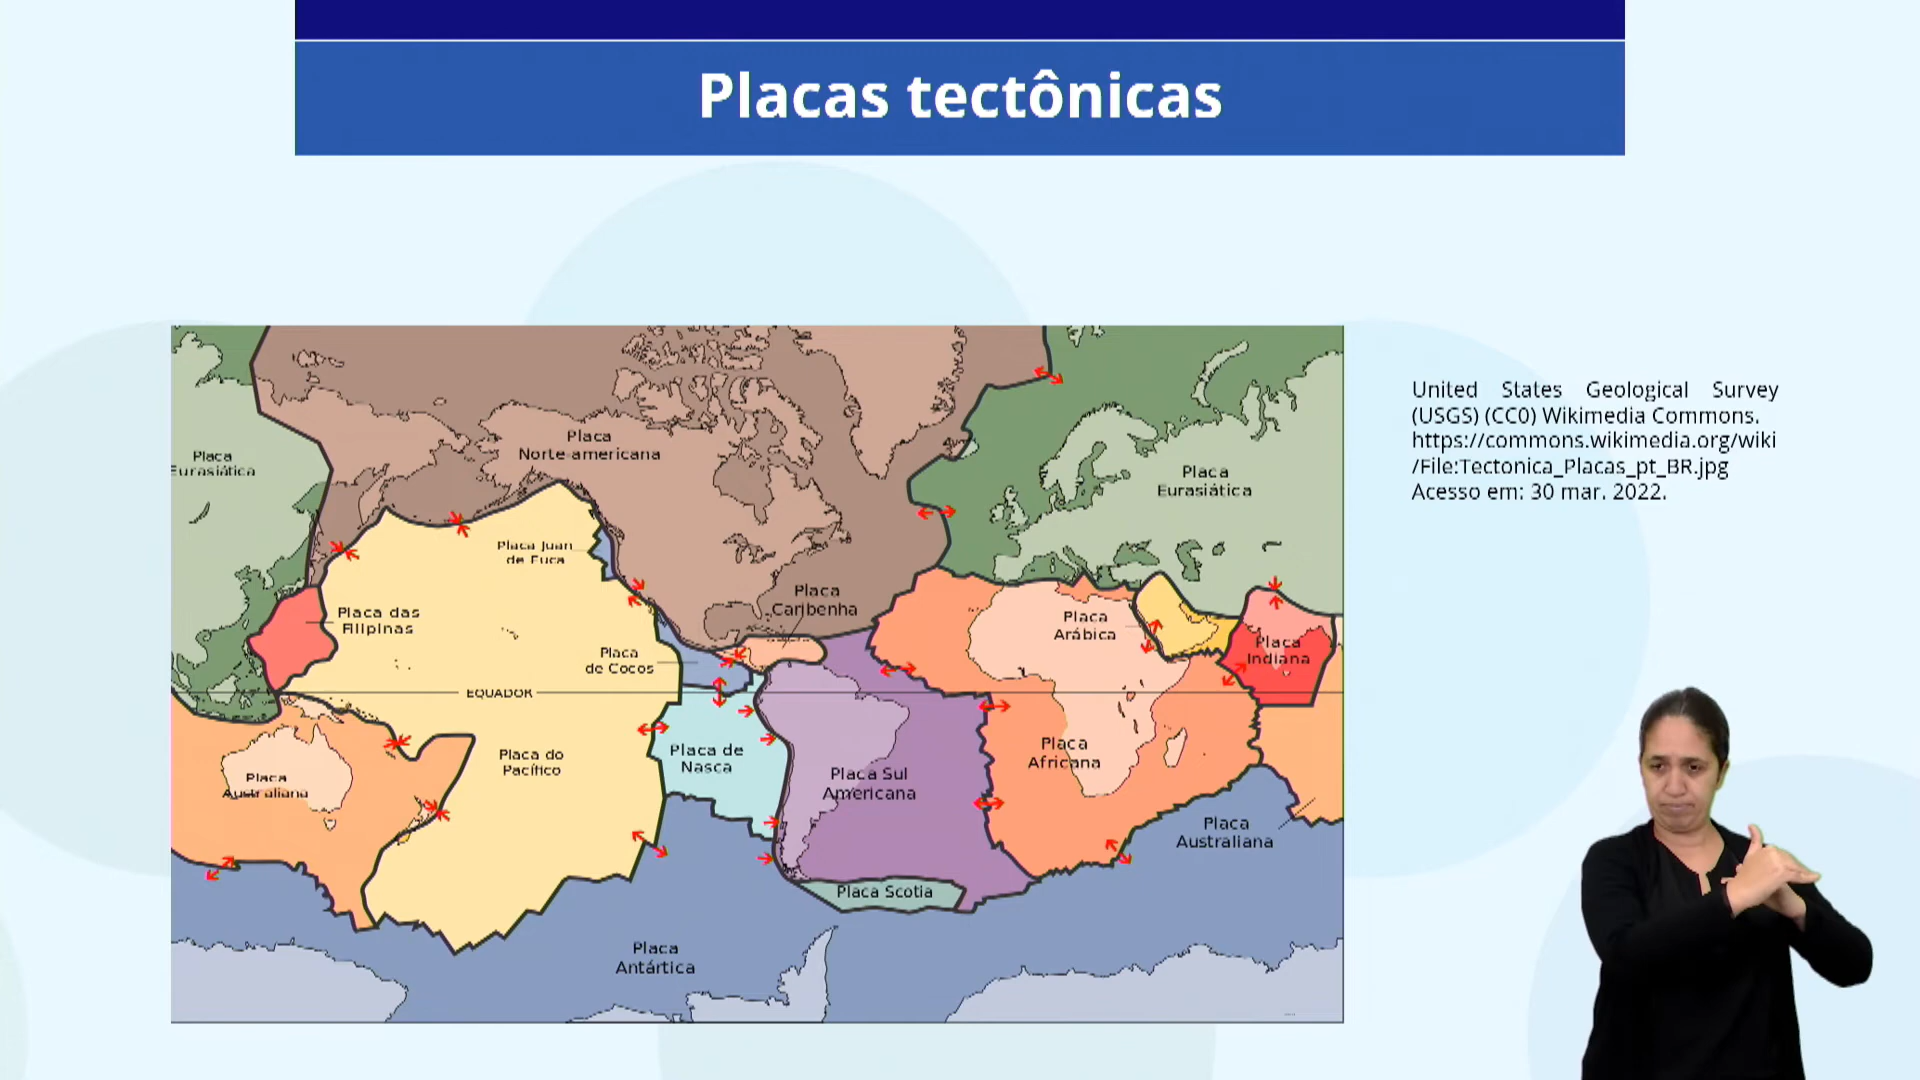 Placas tectônicas
Placa
Norte-americana
Placa
Eurasiática
Placa
Eurasiática
Placa Juan
de Fuca
Placa
Caribenha
Placa das
Filipinas
Placa
Arábica
Placa
Indiana
Placa
de Cocos
EQUADOR
Placa do
Pacífico
Placa de
Nasca
Placa Sul
Americana
Placa
Africana
Placa
Australiana
Placa
Australiana
Placa Scotia
Placa
Antártica
United States Geological Survey
(USGS) (CC0) Wikimedia Commons.
https://commons.wikimedia.org/wiki
/File:Tectonica_Placas_pt_BR.jpg
Acesso em: 30 mar. 2022.